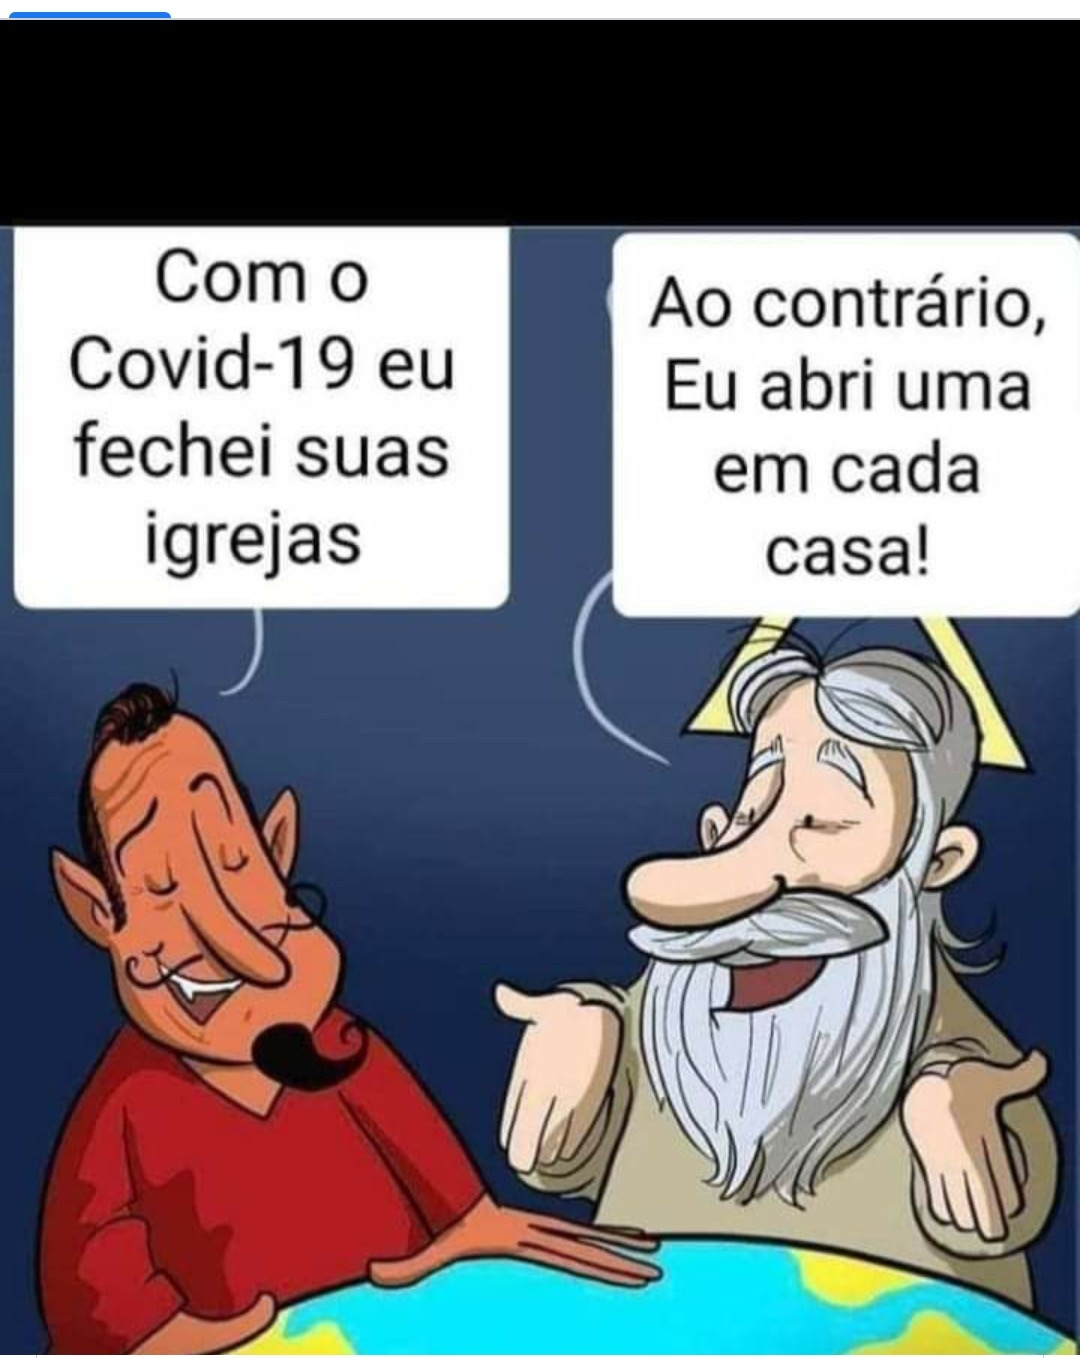 Com o
Covid-19 eu
fechei suas
igrejas
Ao contrário,
Eu abri uma
em cada
casa!